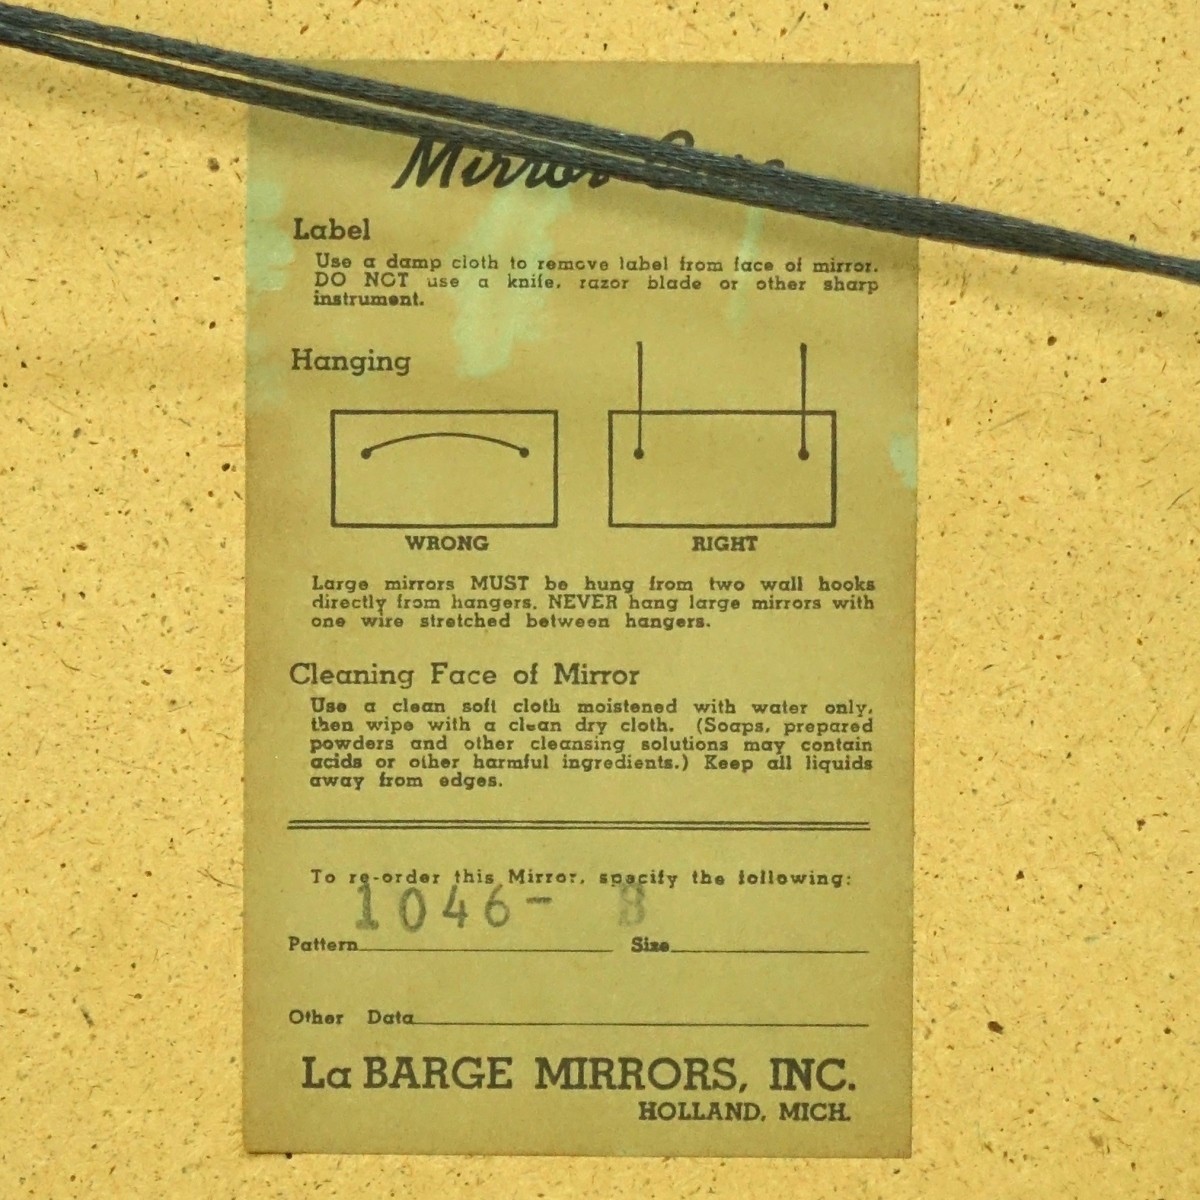 Mirror Care
Label
Use a damp cloth to remove label from face of mirror.
DO NOT use a knife, razor blade or other sharp
instrument.
Hanging
WRONG
RIGHT
Large mirrors MUST be hung from two wall hooks
directly from hangers. NEVER hang large mirrors with
one wire stretched between hangers.
Cleaning Face of Mirror
Use a clean soft cloth moistened with water only,
then wipe with a clean dry cloth. (Soaps, prepared
powders and other cleansing solutions may contain
acids or other harmful ingredients.) Keep all liquids
away from edges.
To re-order this Mirror, specify the following:
1046- B
Pattern Size
Other Data
La BARGE MIRRORS, INC.
HOLLAND, MICH.